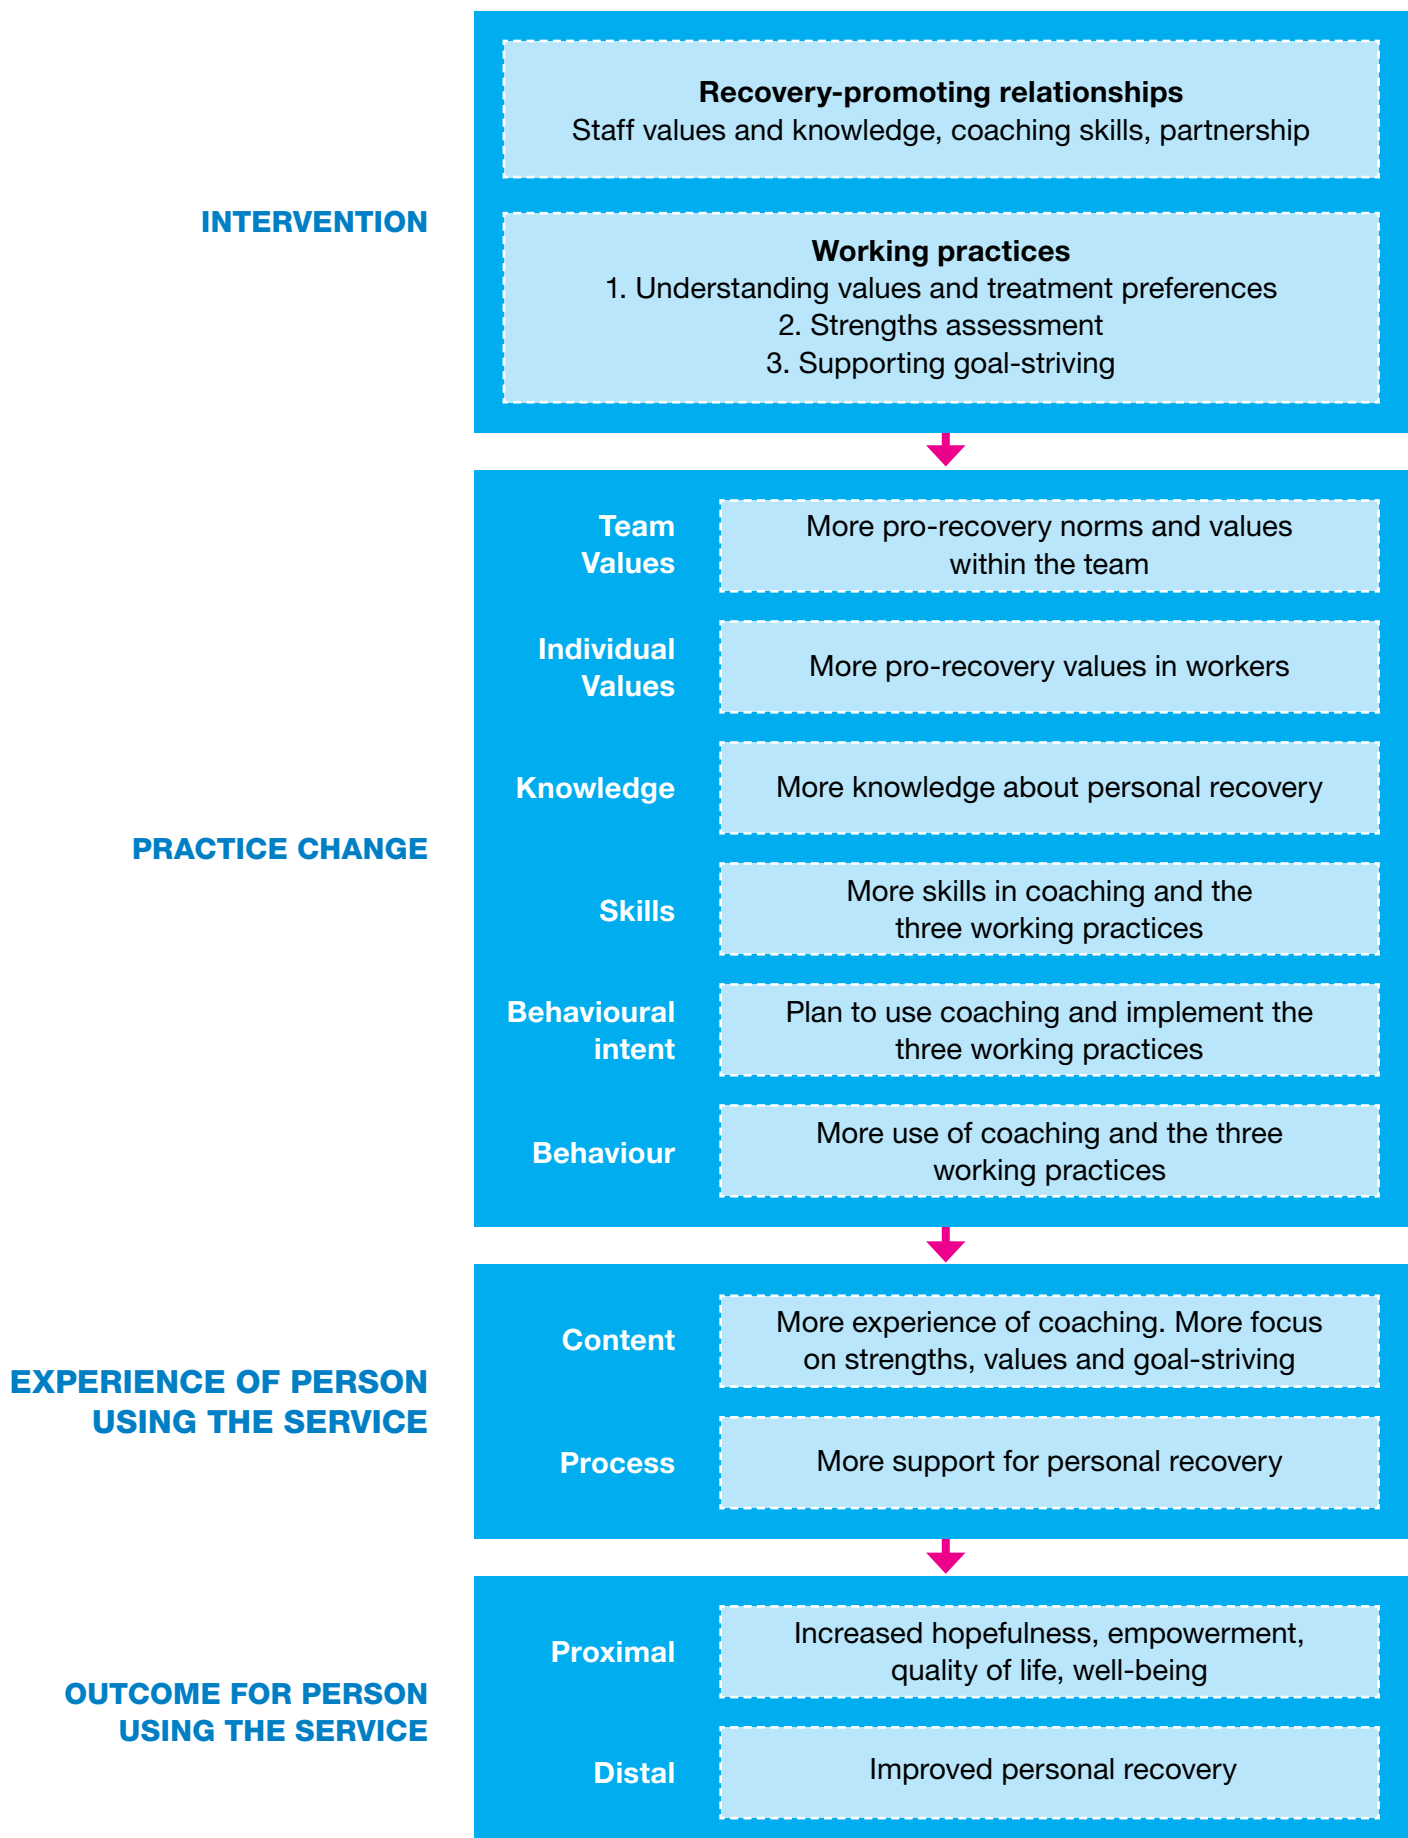 INTERVENTION
Recovery-promoting relationships
Staff values and knowledge, coaching skills, partnership
Working practices
1. Understanding values and treatment preferences
2. Strengths assessment
3. Supporting goal-striving
PRACTICE CHANGE
Team
Values
More pro-recovery norms and values
within the team
Individual
Values
More pro-recovery values in workers
Knowledge
More knowledge about personal recovery
Skills
More skills in coaching and the
three working practices
Behavioural
intent
Plan to use coaching and implement the
three working practices
Behaviour
More use of coaching and the three
working practices
EXPERIENCE OF PERSON
USING THE SERVICE
Content
More experience of coaching. More focus
on strengths, values and goal-striving
Process
More support for personal recovery
OUTCOME FOR PERSON
USING THE SERVICE
Proximal
Increased hopefulness, empowerment,
quality of life, well-being
Distal
Improved personal recovery